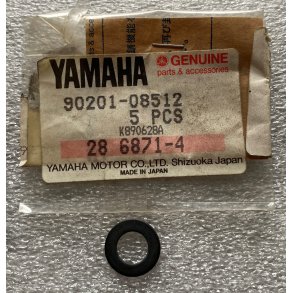 YAMAHA
GENUINE
parts & accessories
90201-08512
5 PCS
K890628A
28 6871-4
YAMAHA MOTOR CO.,LTD. Shizuoka Japan
MADE IN JAPAN